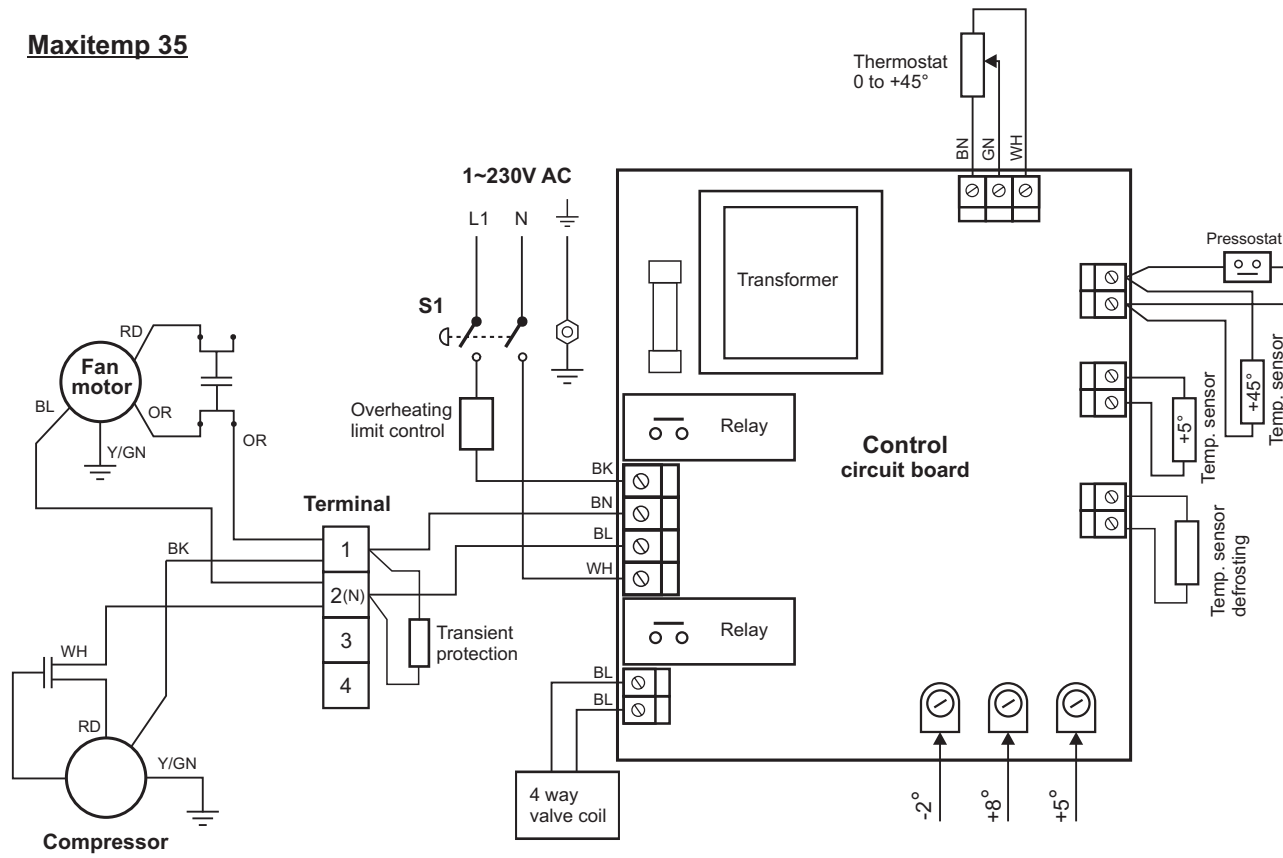 Maxitemp 35
Thermostat
0 to +45°
BN
GN
WH
1~230V AC
L1
N
S1
Transformer
Pressostat
Temp. sensor
+45°
Temp. sensor
+5°
Temp. sensor
defrosting
RD
Fan
motor
BL
OR
Y/GN
OR
Overheating
limit control
Relay
Control
circuit board
BK
BN
BL
WH
Terminal
1
2(N)
3
4
BK
Transient
protection
Relay
WH
RD
Y/GN
Compressor
BL
BL
4 way
valve coil
-2°
+8°
+5°